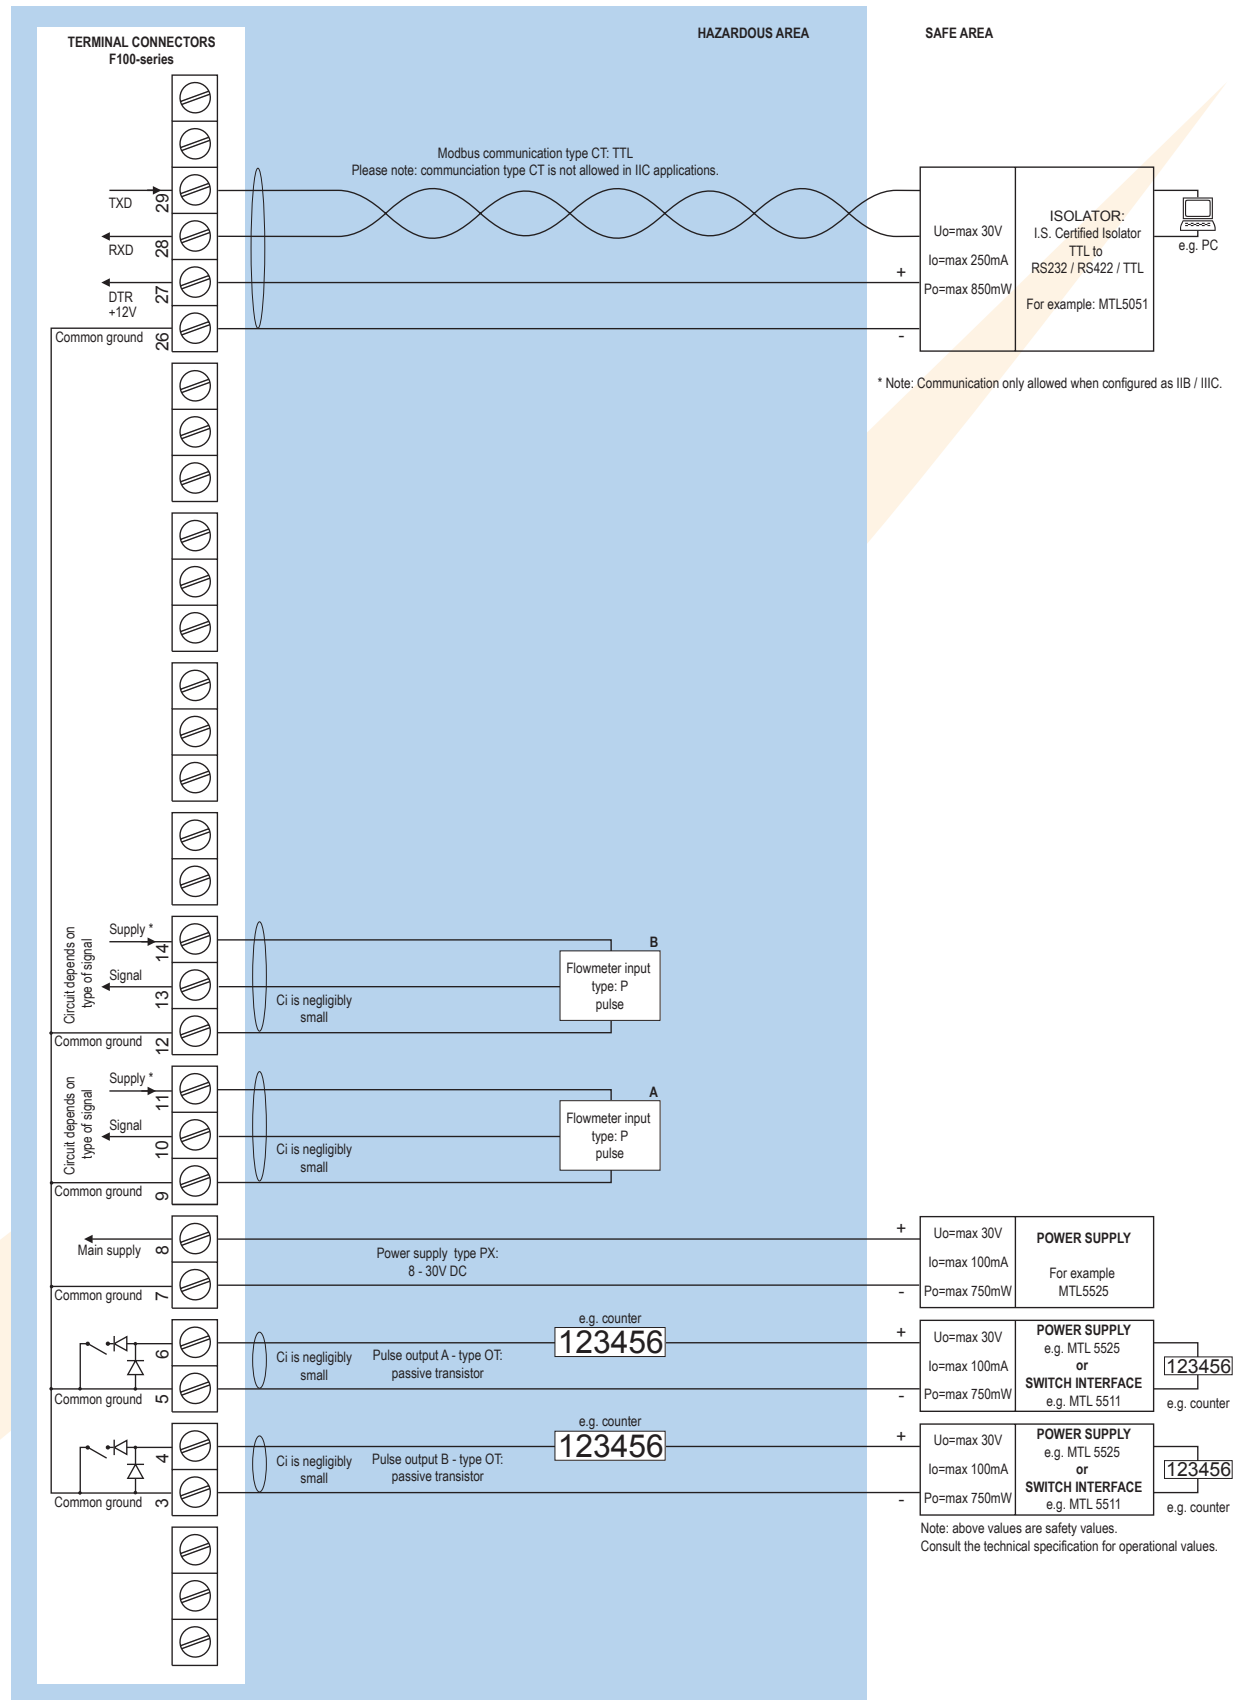 HAZARDOUS AREA
SAFE AREA
TERMINAL CONNECTORS
F100-series
Modbus communication type CT: TTL
Please note: communciation type CT is not allowed in IIC applications.
TXD
29
RXD
28
DTR
+12V
27
Common ground
26
+
-
Uo=max 30V
Io=max 250mA
Po=max 850mW
ISOLATOR:
I.S. Certified Isolator
TTL to
RS232 / RS422 / TTL
For example: MTL5051
e.g. PC
* Note: Communication only allowed when configured as IIB / IIIC.
Circuit depends on
type of signal
Supply *
14
Signal
13
Common ground
12
Ci is negligibly
small
B
Flowmeter input
type: P
pulse
Circuit depends on
type of signal
Supply *
11
Signal
10
Common ground
9
Ci is negligibly
small
A
Flowmeter input
type: P
pulse
Main supply
8
Common ground
7
Power supply type PX:
8 - 30V DC
+
-
Uo=max 30V
Io=max 100mA
Po=max 750mW
POWER SUPPLY
For example
MTL5525
6
Common ground
5
Ci is negligibly
small
Pulse output A - type OT:
passive transistor
e.g. counter
123456
+
-
Uo=max 30V
Io=max 100mA
Po=max 750mW
POWER SUPPLY
e.g. MTL 5525
or
SWITCH INTERFACE
e.g. MTL 5511
123456
e.g. counter
4
Common ground
3
Ci is negligibly
small
Pulse output B - type OT:
passive transistor
e.g. counter
123456
+
-
Uo=max 30V
Io=max 100mA
Po=max 750mW
POWER SUPPLY
e.g. MTL 5525
or
SWITCH INTERFACE
e.g. MTL 5511
123456
e.g. counter
Note: above values are safety values.
Consult the technical specification for operational values.